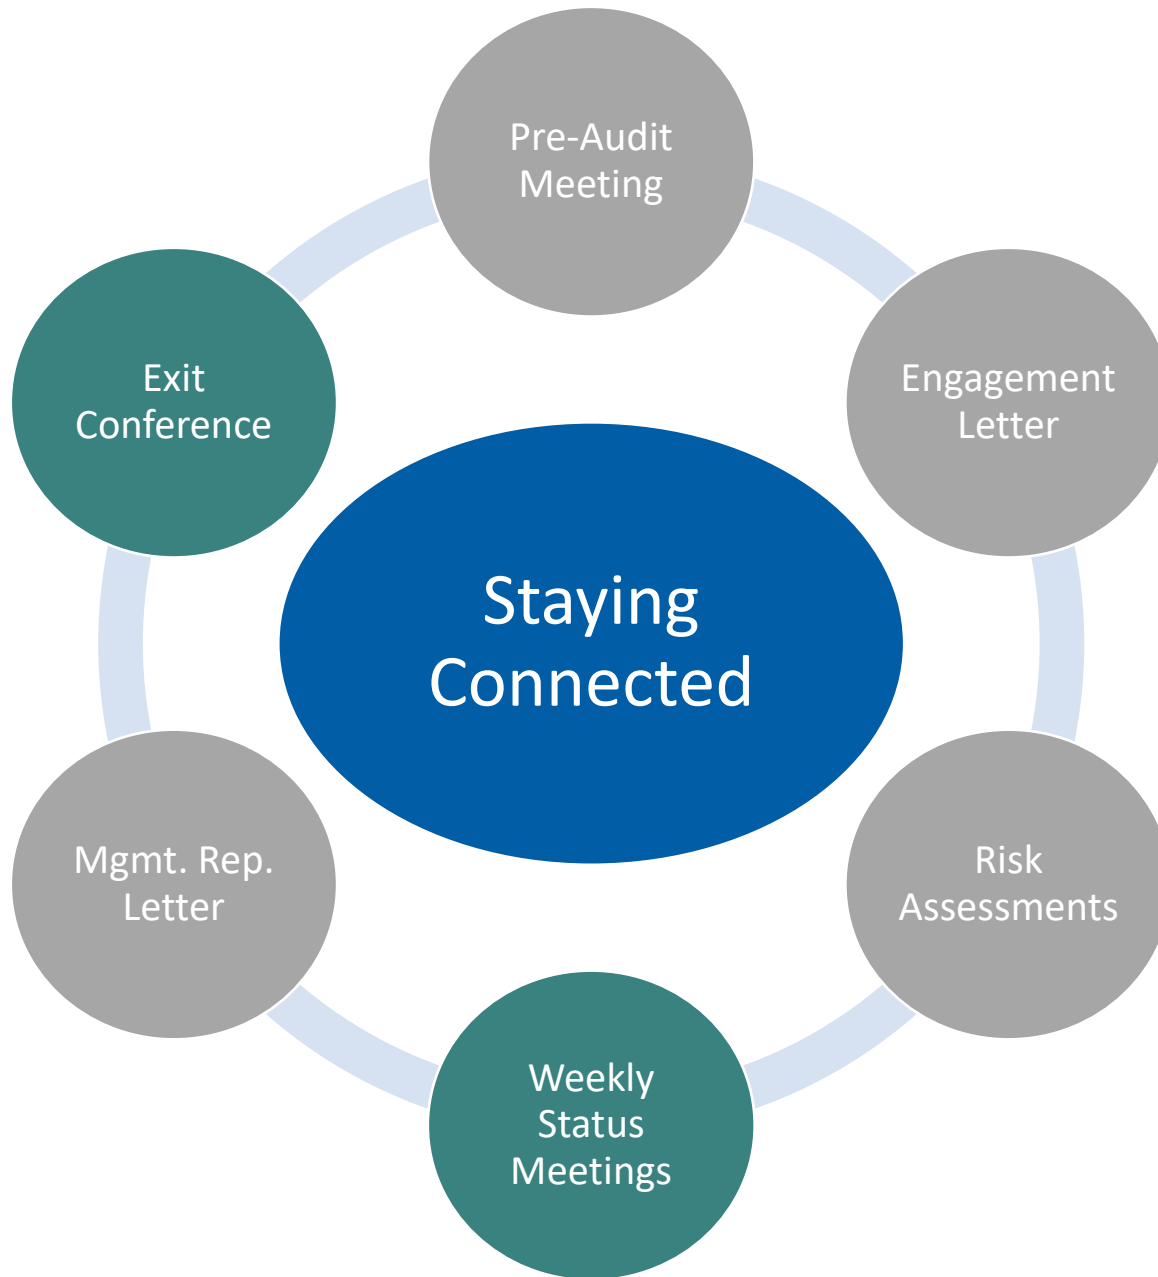 Pre-Audit
Meeting
Engagement
Letter
Risk
Assessments
Weekly
Status
Meetings
Mgmt. Rep.
Letter
Exit
Conference
Staying
Connected